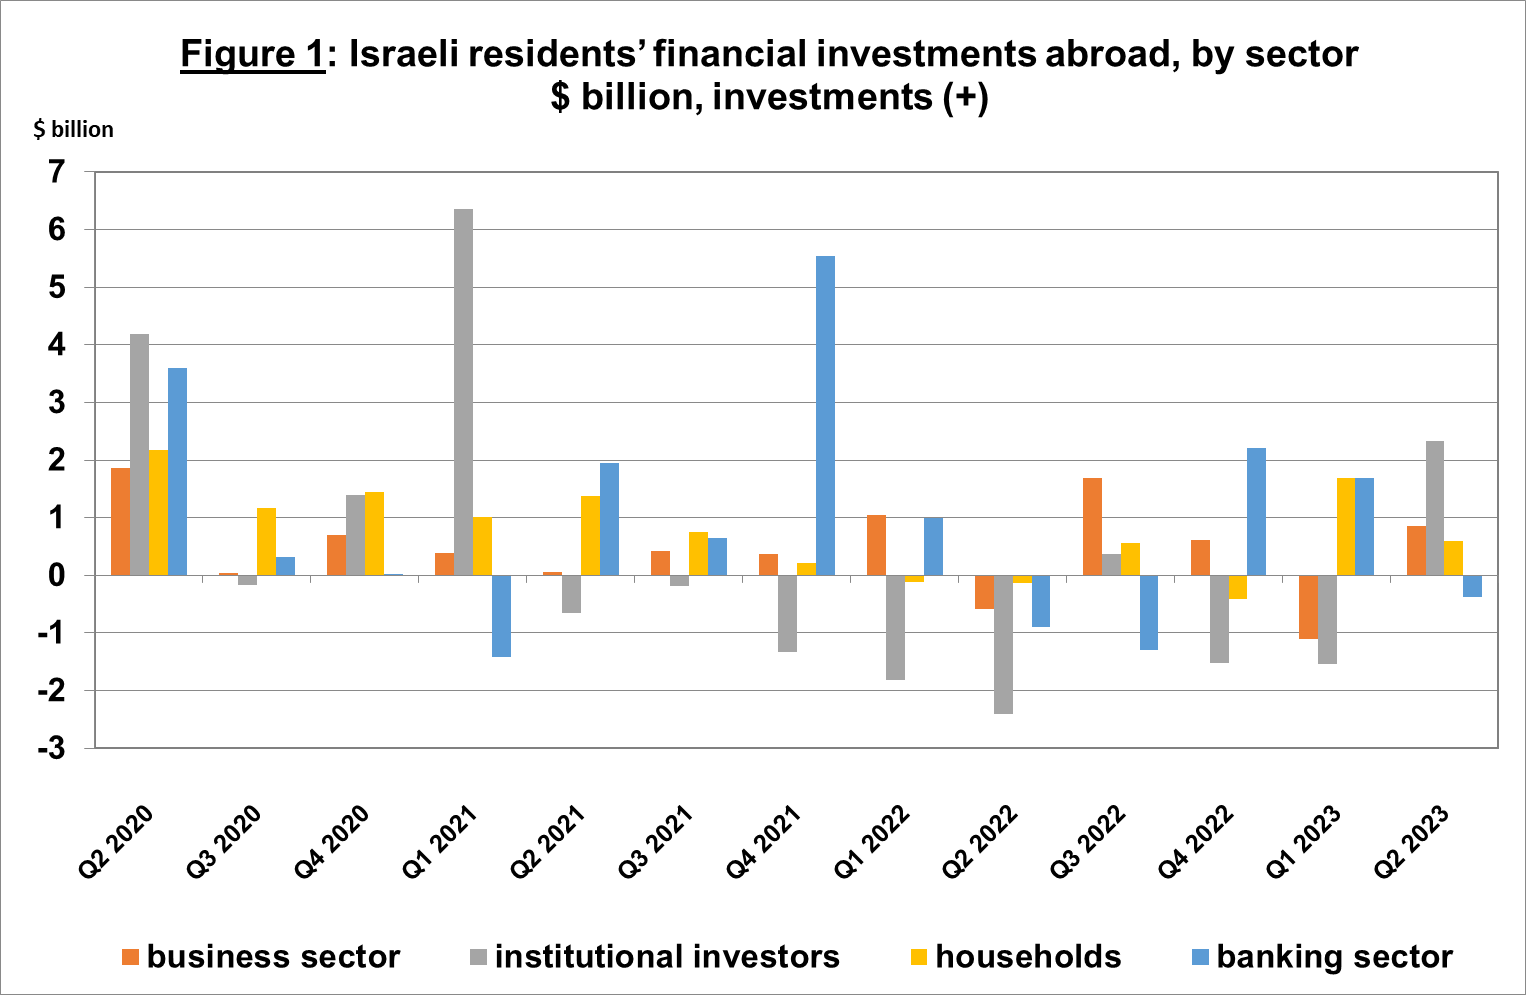 Figure 1: Israeli residents’ financial investments abroad, by sector
$ billion, investments (+)
$ billion
7
6
5
4
3
2
1
0
-1
-2
-3
Q2 2020
Q3 2020
Q4 2020
Q1 2021
Q2 2021
Q3 2021
Q4 2021
Q1 2022
Q2 2022
Q3 2022
Q4 2022
Q1 2023
Q2 2023
business sector
institutional investors
households
banking sector